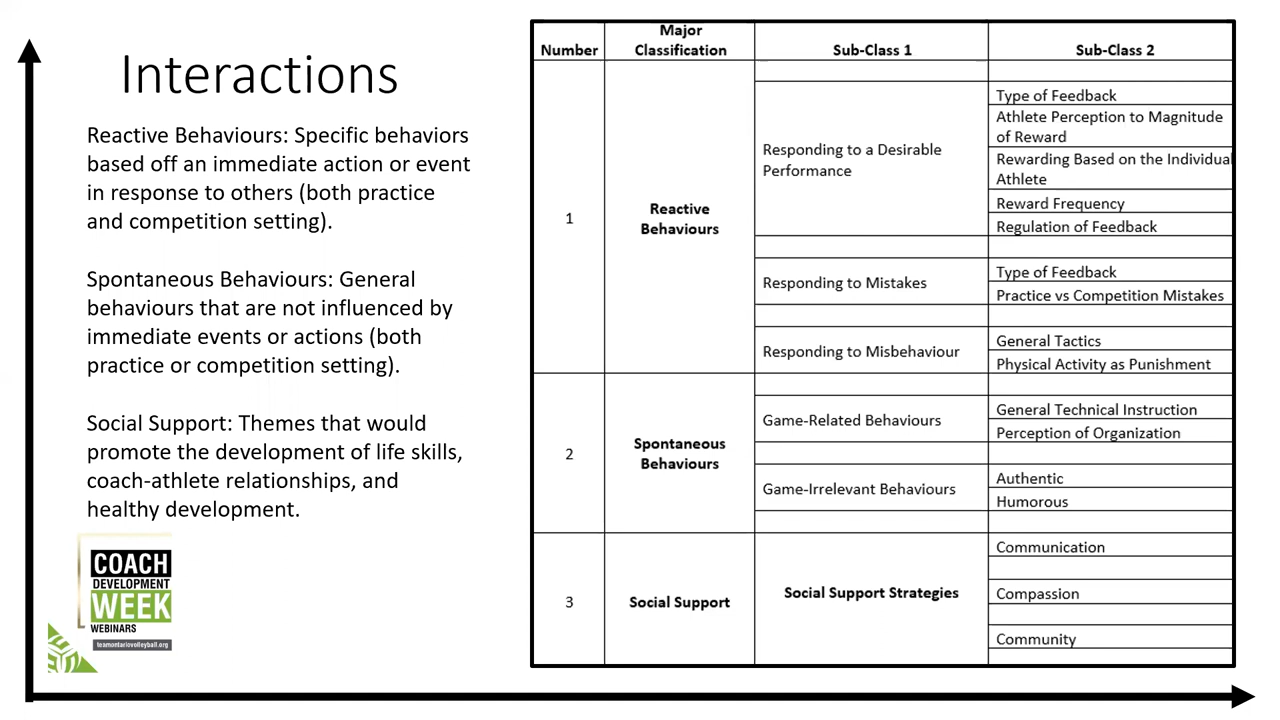 Interactions
Reactive Behaviours: Specific behaviors
based off an immediate action or event
in response to others (both practice
and competition setting).
Spontaneous Behaviours: General
behaviours that are not influenced by
immediate events or actions (both
practice or competition setting).
Social Support: Themes that would
promote the development of life skills,
coach-athlete relationships, and
healthy development.
COACH
DEVELOPMENT
WEEK
WEBINARS
teamontariovolleyball.org
Number
Major
Classification
Sub-Class 1
Sub-Class 2
1
Reactive
Behaviours
Responding to a Desirable
Performance
Type of Feedback
Athlete Perception to Magnitude
of Reward
Rewarding Based on the Individual
Athlete
Reward Frequency
Regulation of Feedback
Responding to Mistakes
Type of Feedback
Practice vs Competition Mistakes
Responding to Misbehaviour
General Tactics
Physical Activity as Punishment
2
Spontaneous
Behaviours
Game-Related Behaviours
General Technical Instruction
Perception of Organization
Game-Irrelevant Behaviours
Authentic
Humorous
3
Social Support
Social Support Strategies
Communication
Compassion
Community